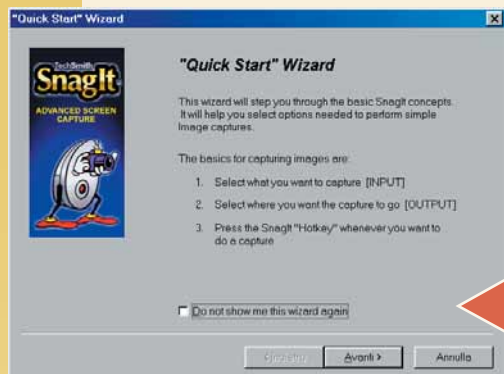 "Quick Start" Wizard
TechSmith
SnagIt
ADVANCED SCREEN
CAPTURE
"Quick Start" Wizard
This wizard will step you through the basic SnagIt concepts.
It will help you select options needed to perform simple
Image captures.
The basics for capturing images are:
1. Select what you want to capture [INPUT]
2. Select where you want the capture to go [OUTPUT]
3. Press the SnagIt "Hotkey" whenever you want to
do a capture
Do not show me this wizard again
Avanti >
Annulla